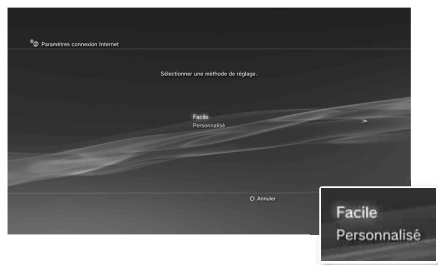 Paramètres connexion Internet
Sélectionner une méthode de réglage.
Facile
Personnalisé
Annuler
Facile
Personnalisé